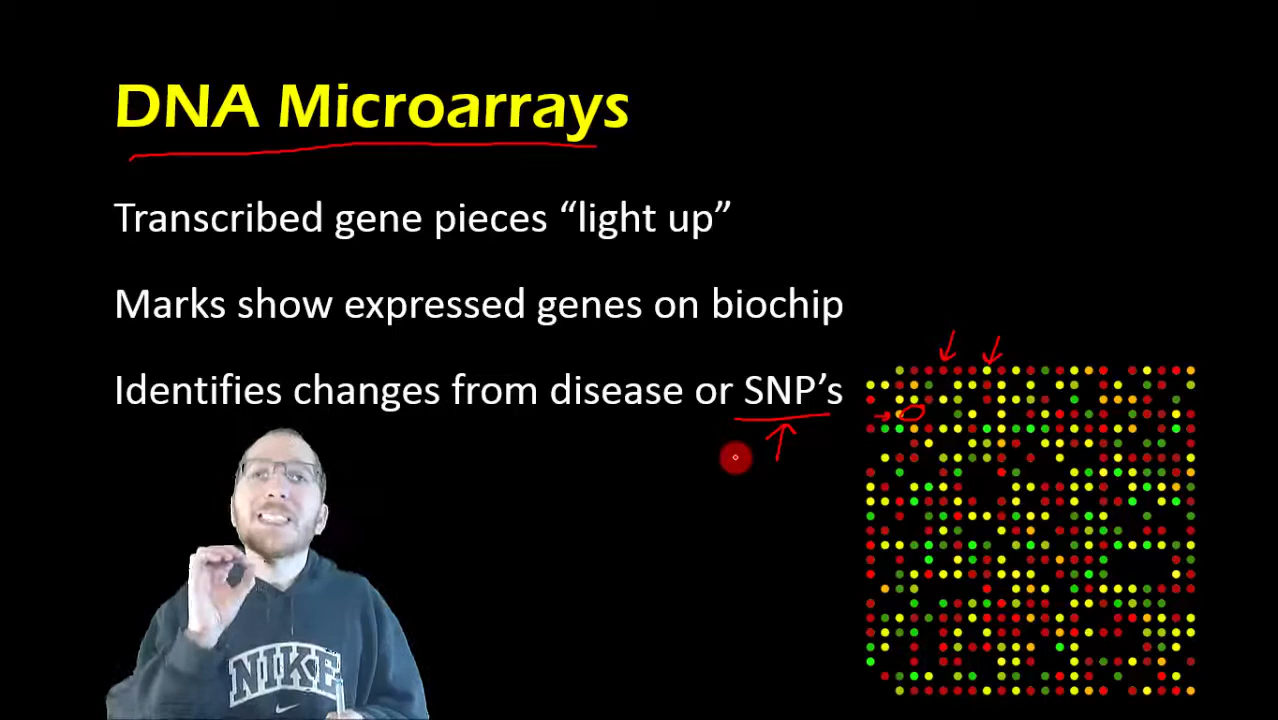 DNA Microarrays
Transcribed gene pieces “light up”
Marks show expressed genes on biochip
Identifies changes from disease or SNP’s
NIKE